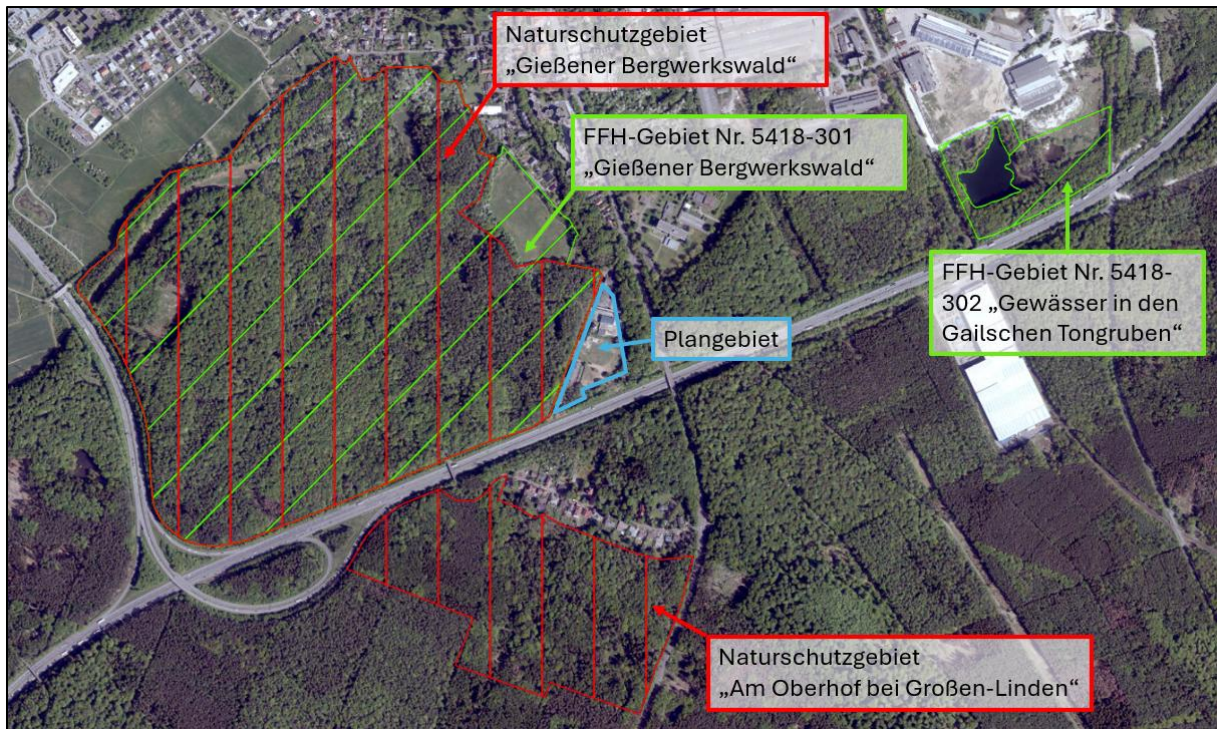 Naturschutzgebiet
„Gießener Bergwerkswald“
FFH-Gebiet Nr. 5418-301
„Gießener Bergwerkswald“
FFH-Gebiet Nr. 5418-
302 „Gewässer in den
Gailschen Tongruben“
Plangebiet
Naturschutzgebiet
„Am Oberhof bei Großen-Linden“